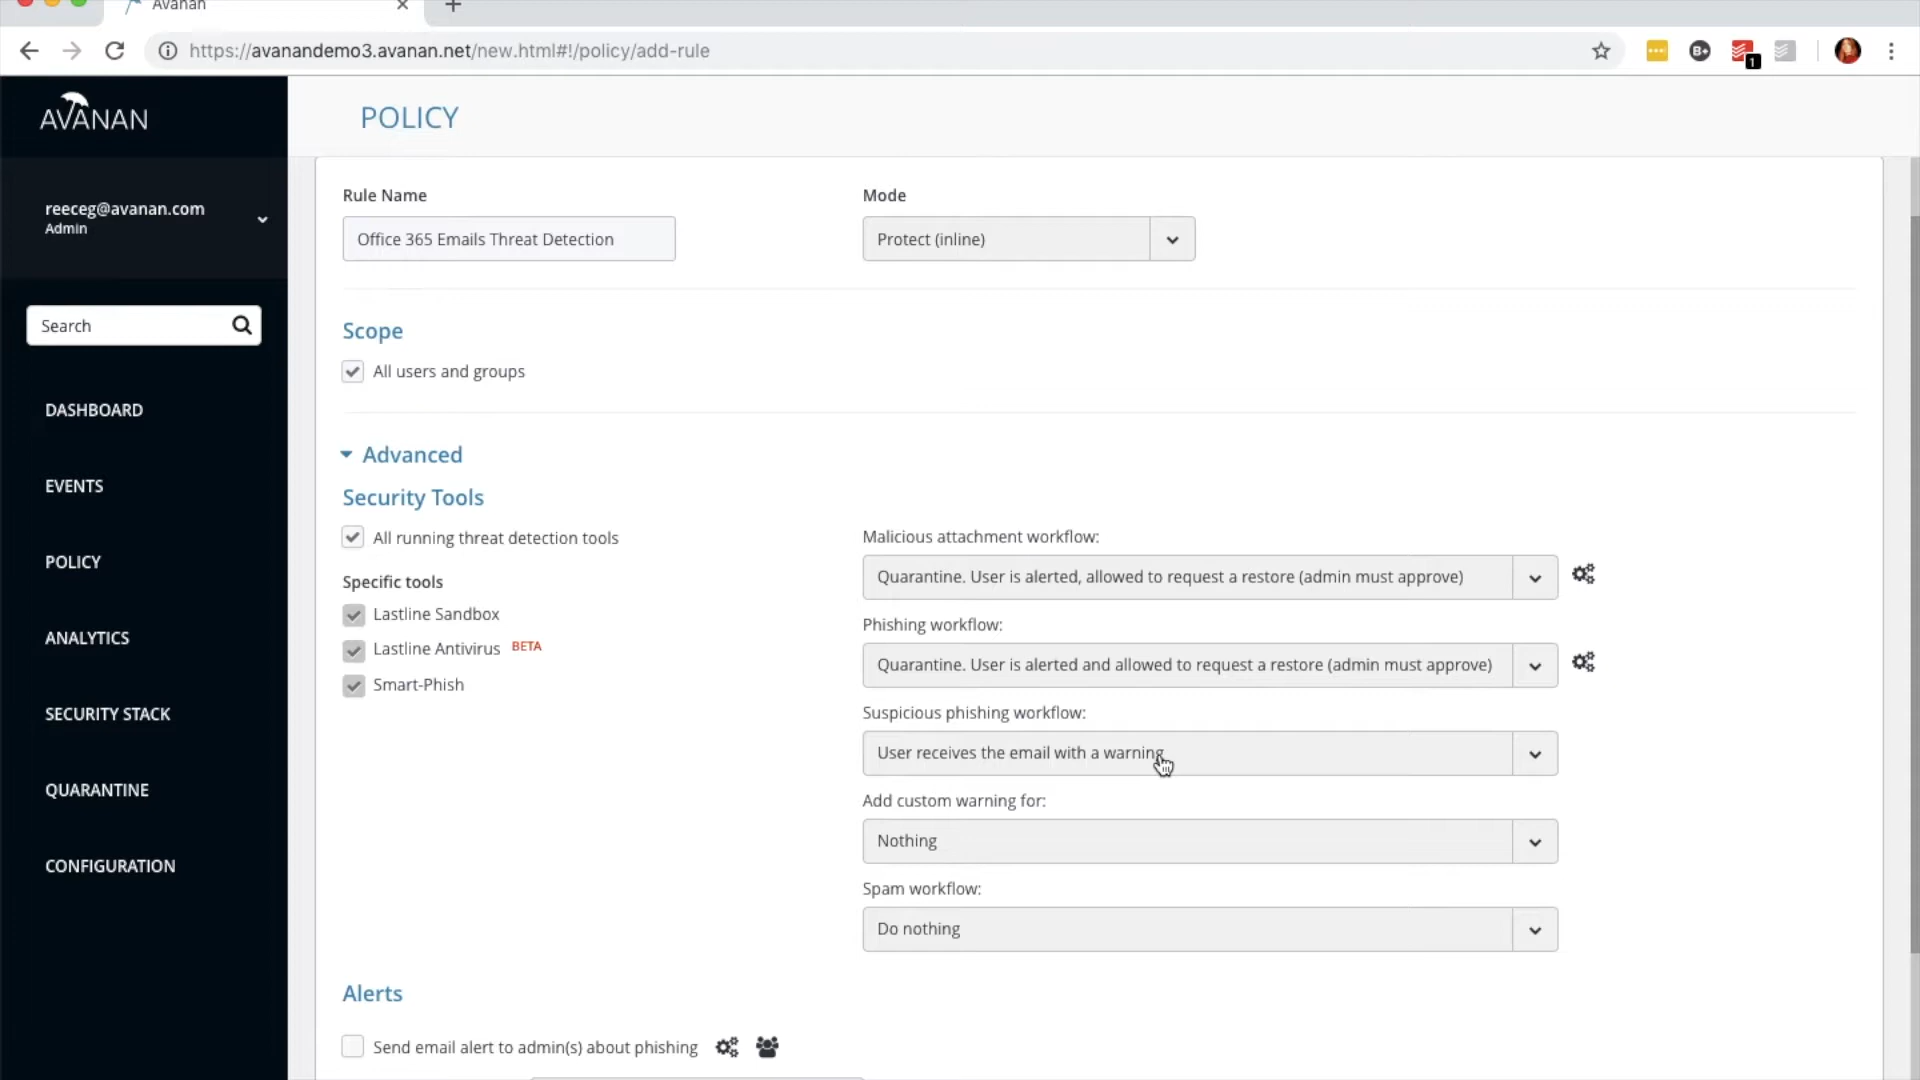 Avanan
https://avanandemo3.avanan.net/new.html#!/policy/add-rule
B+
1
AVANAN
POLICY
reeceg@avanan.com
Admin
Search
DASHBOARD
EVENTS
POLICY
ANALYTICS
SECURITY STACK
QUARANTINE
CONFIGURATION
Rule Name
Mode
Office 365 Emails Threat Detection
Protect (inline)
Scope
All users and groups
Advanced
Security Tools
All running threat detection tools
Specific tools
Lastline Sandbox
Lastline Antivirus BETA
Smart-Phish
Malicious attachment workflow:
Quarantine. User is alerted, allowed to request a restore (admin must approve)
Phishing workflow:
Quarantine. User is alerted and allowed to request a restore (admin must approve)
Suspicious phishing workflow:
User receives the email with a warning
Add custom warning for:
Nothing
Spam workflow:
Do nothing
Alerts
Send email alert to admin(s) about phishing